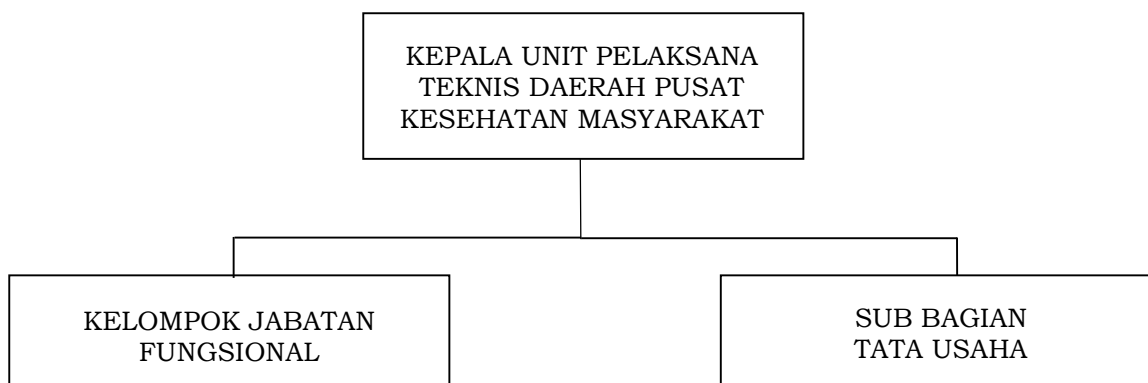 KEPALA UNIT PELAKSANA
TEKNIS DAERAH PUSAT
KESEHATAN MASYARAKAT
KELOMPOK JABATAN
FUNGSIONAL
SUB BAGIAN
TATA USAHA